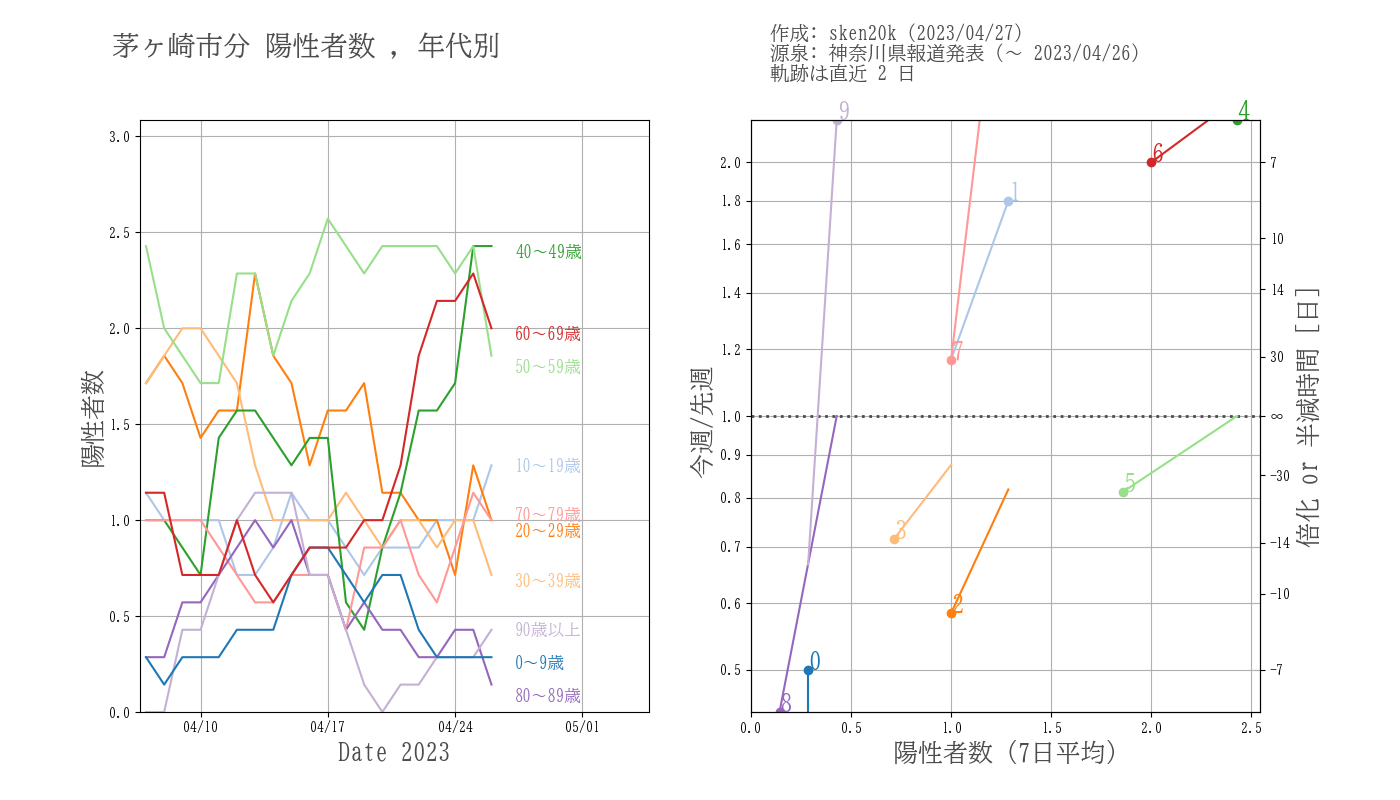 茅ヶ崎市分 陽性者数 , 年代別
作成: sken20k (2023/04/27)
源泉: 神奈川県報道発表 (〜 2023/04/26)
軌跡は直近 2 日
陽性者数
3.0
2.5
2.0
1.5
1.0
0.5
0.0
04/10
04/17
04/24
05/01
Date 2023
40〜49歳
60〜69歳
50〜59歳
10〜19歳
70〜79歳
20〜29歳
30〜39歳
90歳以上
0〜9歳
80〜89歳
今週/先週
2.0
1.8
1.6
1.4
1.2
1.0
0.9
0.8
0.7
0.6
0.5
9
4
6
1
7
5
3
2
0
8
0.0
0.5
1.0
1.5
2.0
2.5
陽性者数 (7日平均)
7
10
14
30
∞
−30
−14
−10
−7
倍化 or 半減時間 [日]